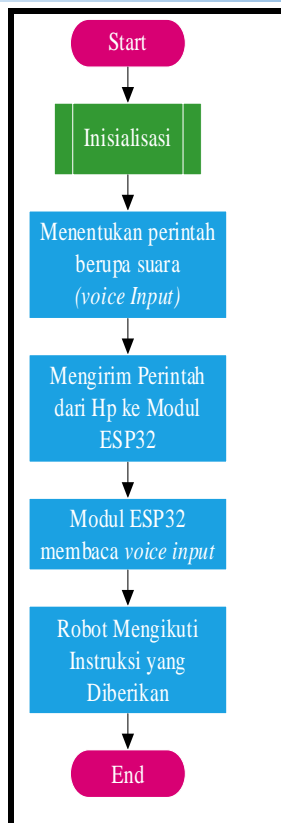 Start
Inisialisasi
Menentukan perintah
berupa suara
(voice Input)
Mengirim Perintah
dari Hp ke Modul
ESP32
Modul ESP32
membaca voice input
Robot Mengikuti
Instruksi yang
Diberikan
End